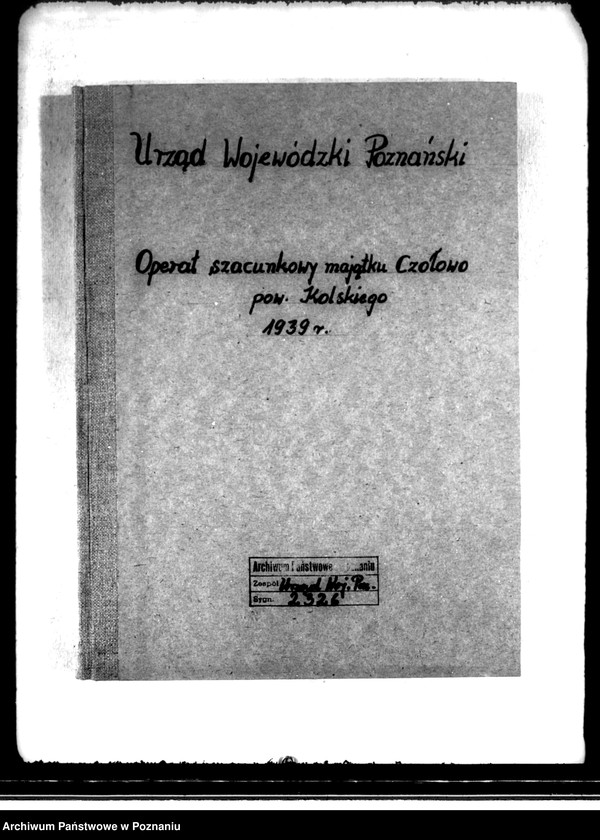 Urząd Wojewódzki Poznański
Operat szacunkowy majątku Czołowo
pow. Kolskiego
1939 r.
Archiwum Państwowe
Zespół Urząd Woj. Poz.
Sygn. 2326
Archiwum Państwowe w Poznaniu